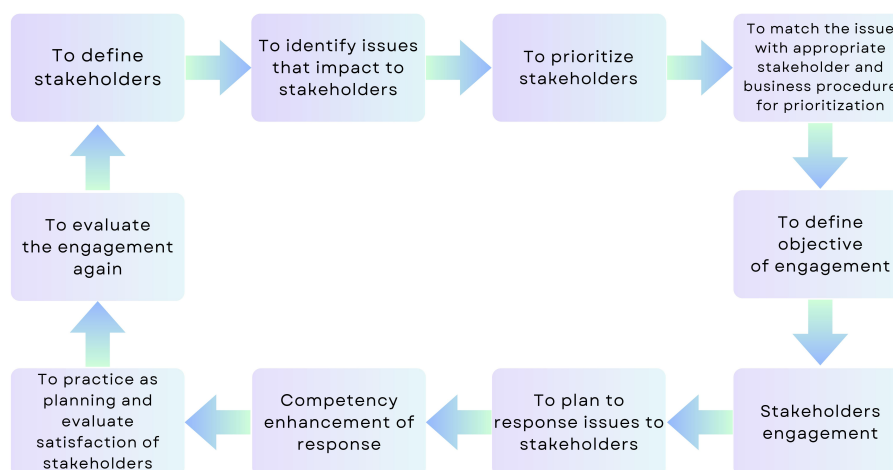 To define
stakeholders
To identify issues
that impact to
stakeholders
To prioritize
stakeholders
To match the issue
with appropriate
stakeholder and
business procedure
for prioritization
To define
objective
of engagement
Stakeholders
engagement
To plan to
response issues to
stakeholders
Competency
enhancement of
response
To practice as
planning and
evaluate
satisfaction of
stakeholders
To evaluate
the engagement
again